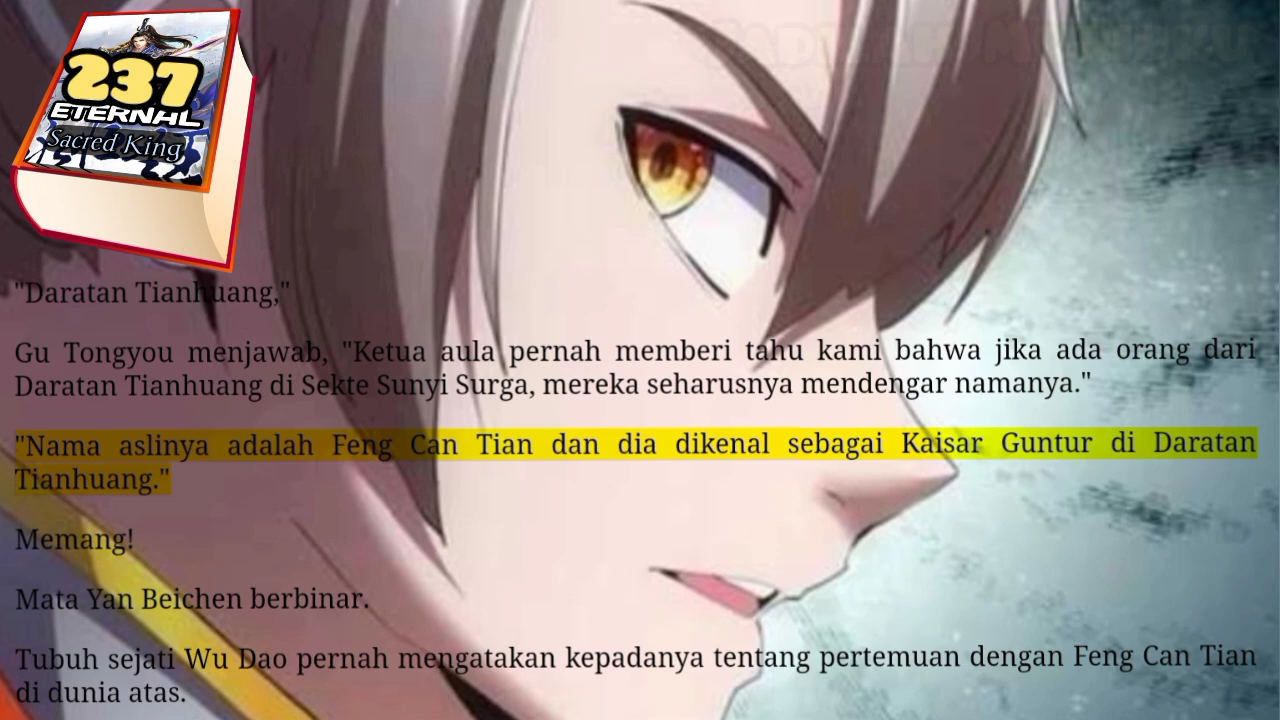 237
ETERNAL
Sacred King
"Daratan Tianhuang,"
Gu Tongyou menjawab, "Ketua aula pernah memberi tahu kami bahwa jika ada orang dari
Daratan Tianhuang di Sekte Sunyi Surga, mereka seharusnya mendengar namanya."
"Nama aslinya adalah Feng Can Tian dan dia dikenal sebagai Kaisar Guntur di Daratan
Tianhuang."
Memang!
Mata Yan Beichen berbinar.
Tubuh sejati Wu Dao pernah mengatakan kepadanya tentang pertemuan dengan Feng Can Tian
di dunia atas.